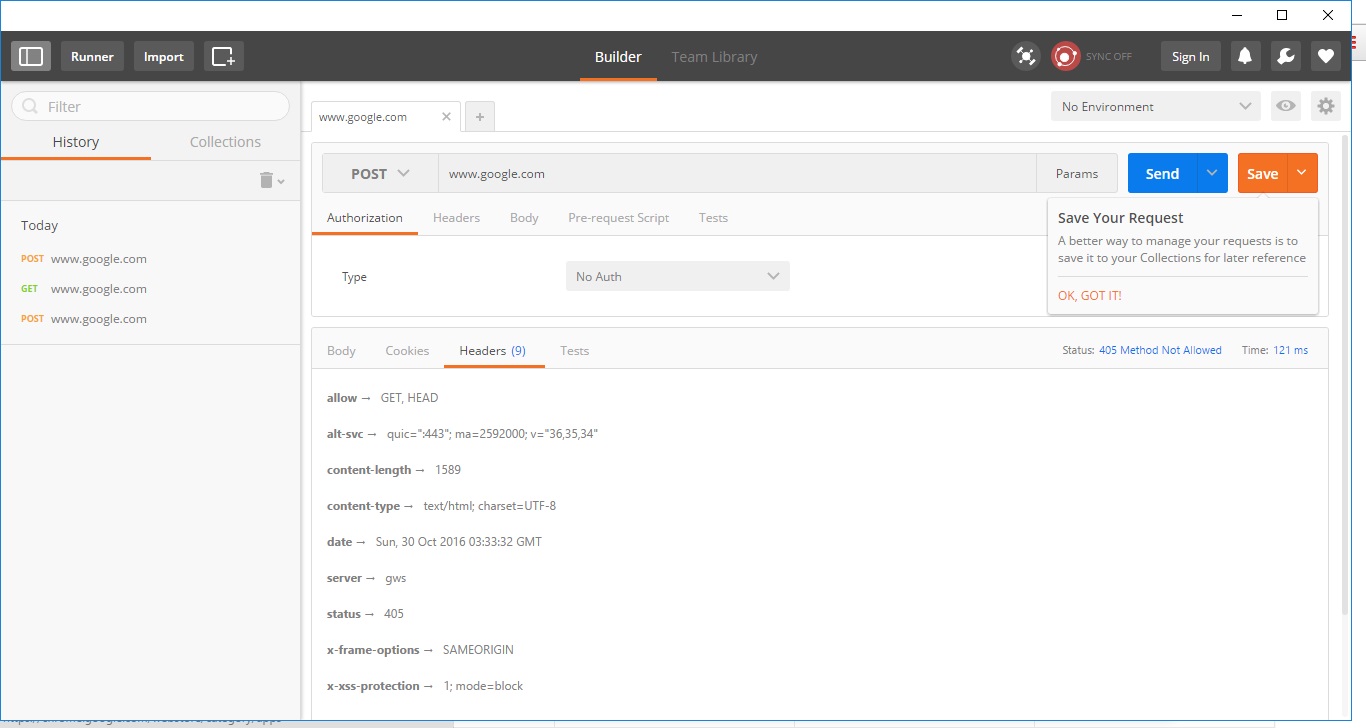 Runner
Import
Builder
Team Library
SYNC OFF
Sign In
Filter
History
Collections
Today
POST www.google.com
GET www.google.com
POST www.google.com
www.google.com
+
No Environment
POST
www.google.com
Params
Send
Save
Authorization
Headers
Body
Pre-request Script
Tests
Save Your Request
A better way to manage your requests is to
save it to your Collections for later reference
OK, GOT IT!
Type
No Auth
Body
Cookies
Headers (9)
Tests
Status: 405 Method Not Allowed
Time: 121 ms
allow → GET, HEAD
alt-svc → quic=":443"; ma=2592000; v="36,35,34"
content-length → 1589
content-type → text/html; charset=UTF-8
date → Sun, 30 Oct 2016 03:33:32 GMT
server → gws
status → 405
x-frame-options → SAMEORIGIN
x-xss-protection → 1; mode=block